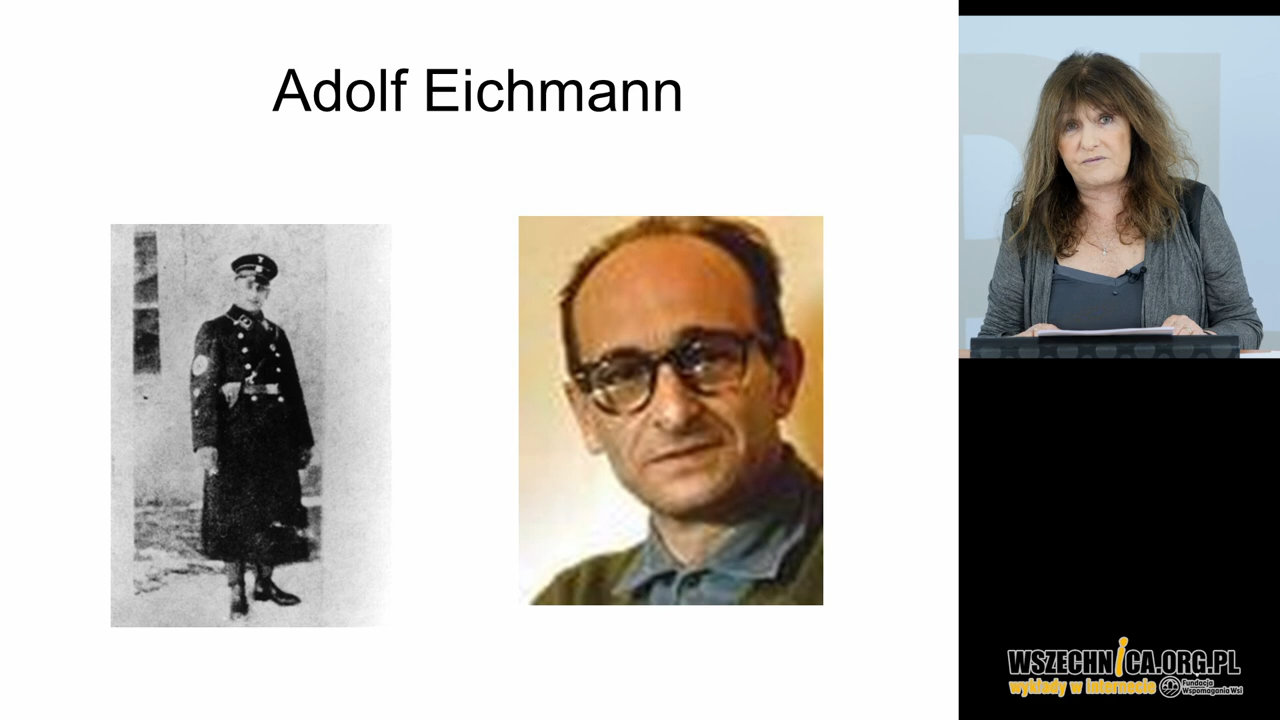 Adolf Eichmann
WSZECHNICA.ORG.PL
wykłady w internecie
Fundacja
Wspomagania Wsi